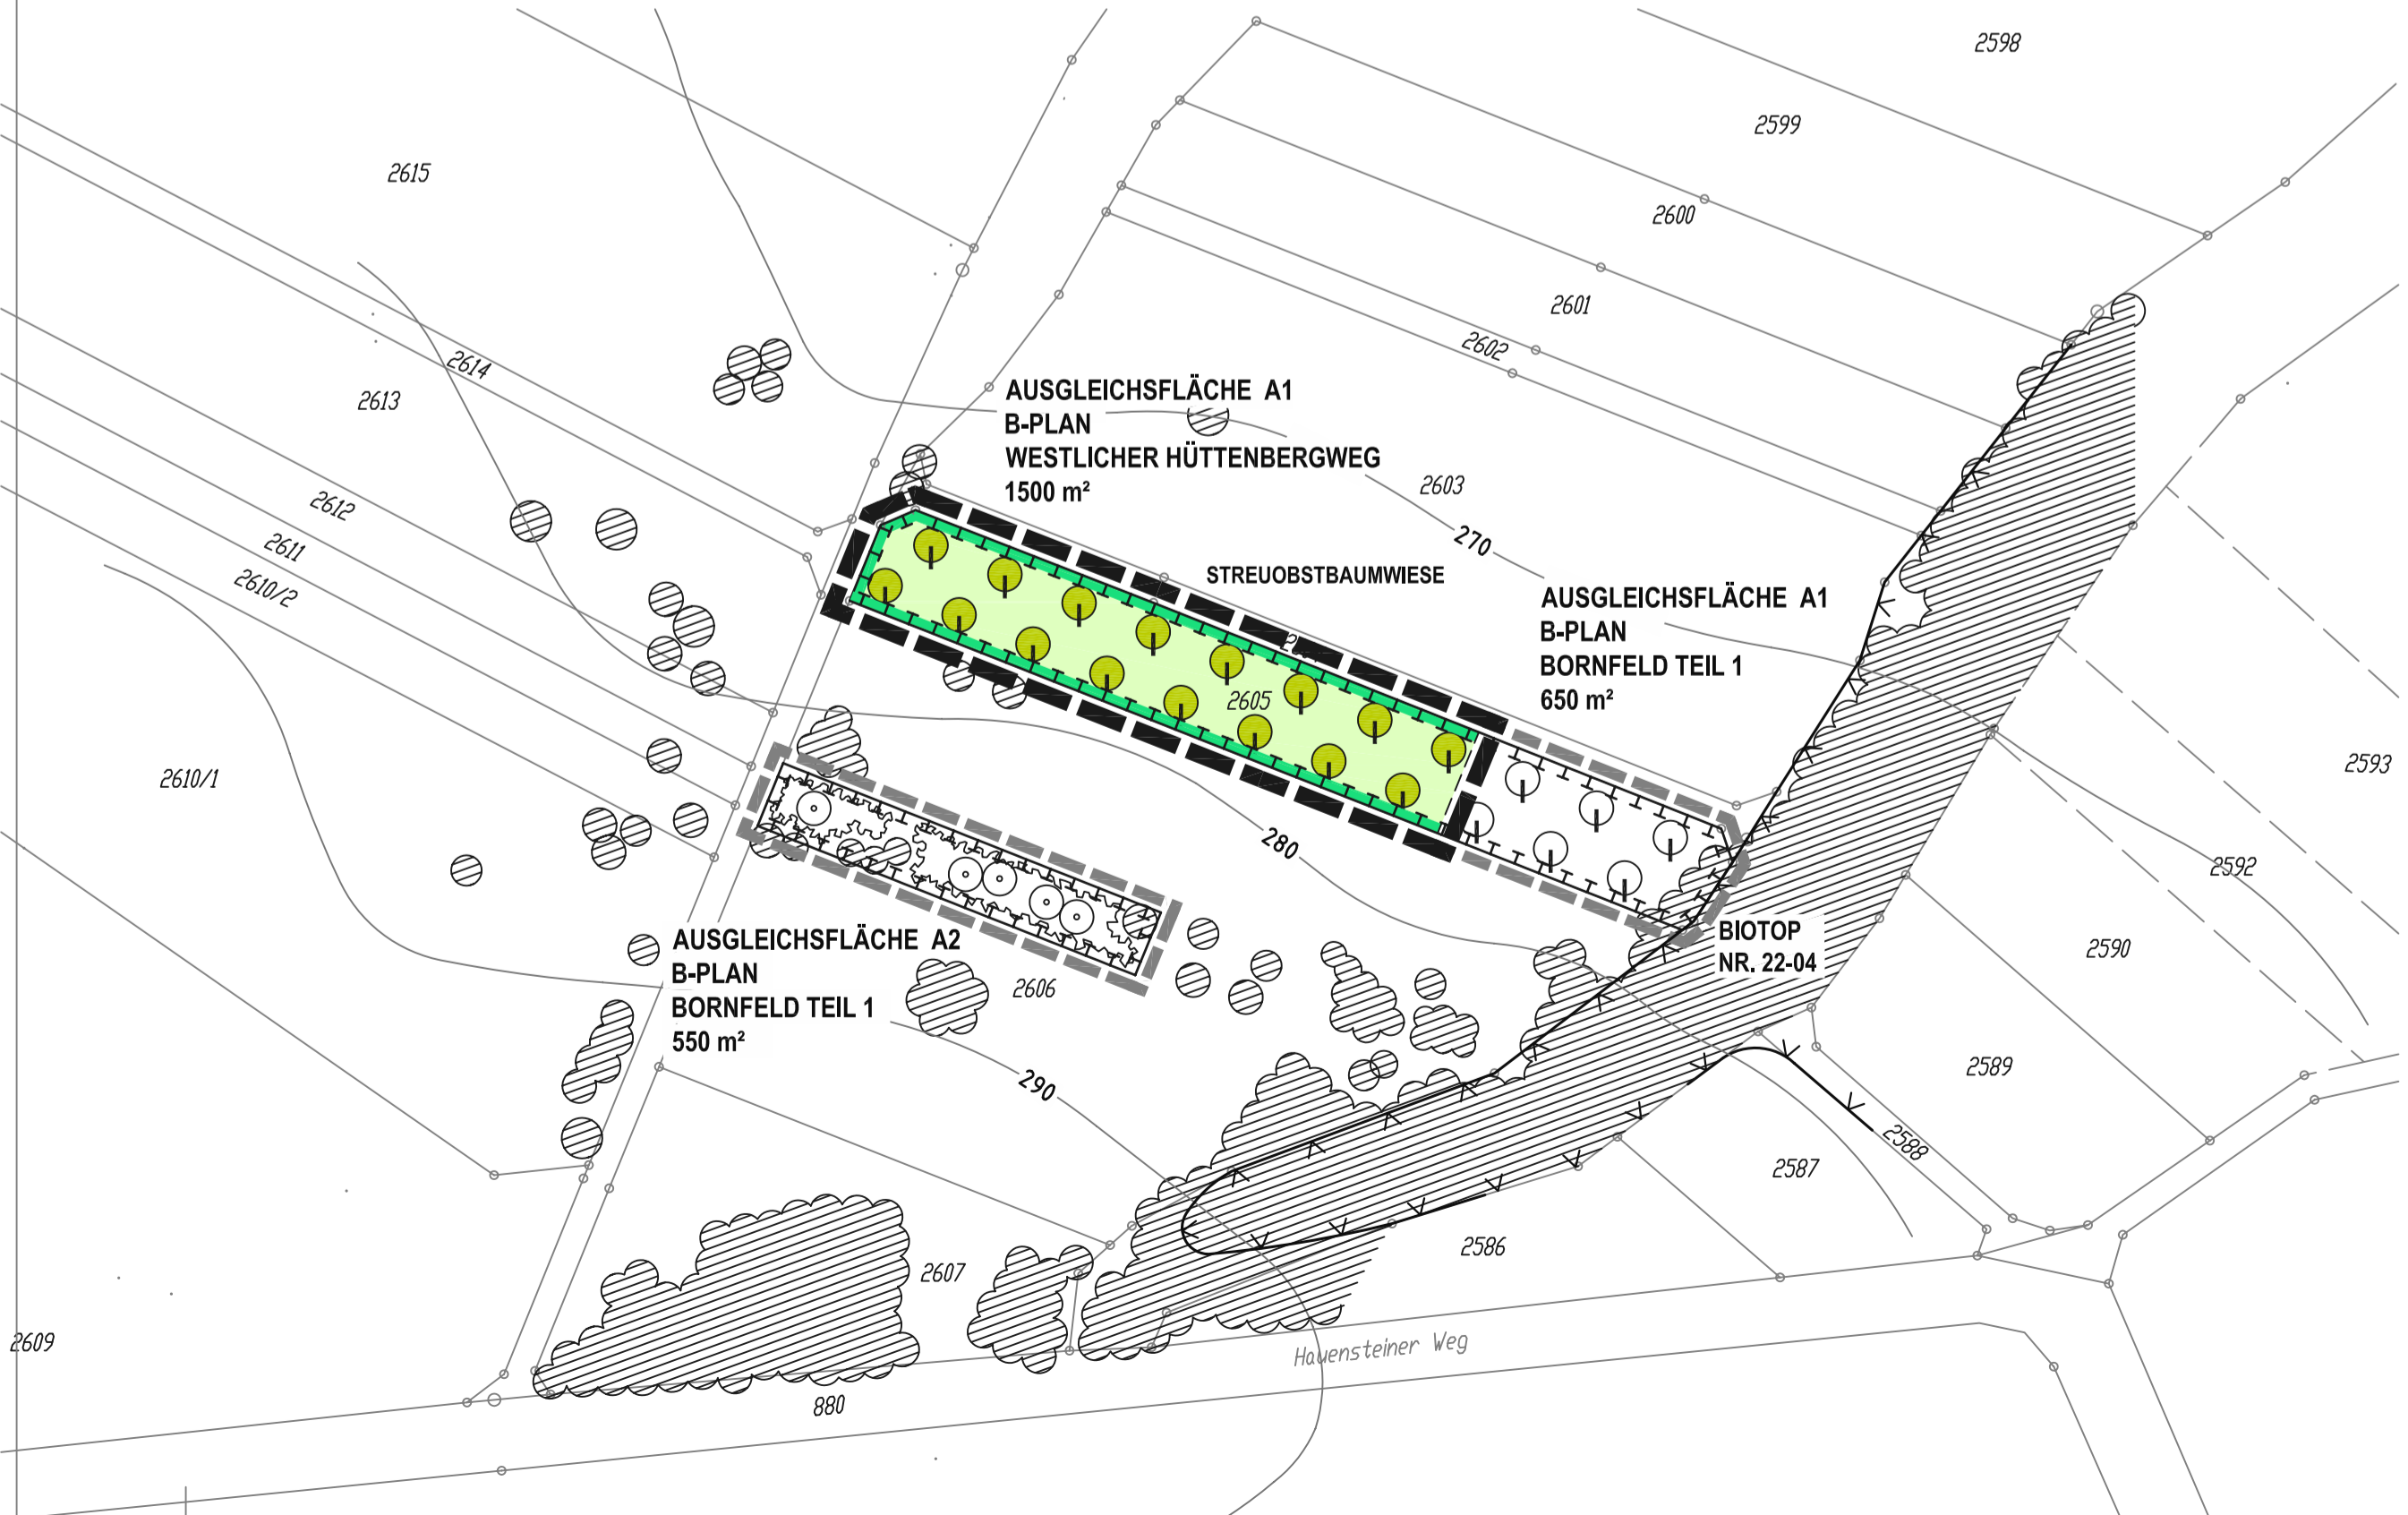 2598
2599
2615
2600
2601
2602
2614
2613
AUSGLEICHSFLÄCHE A1
B-PLAN
WESTLICHER HÜTTENBERGWEG
1500 m²
2603
270
2612
2611
2610/2
STREUOBSTBAUMWIESE
AUSGLEICHSFLÄCHE A1
B-PLAN
BORNFELD TEIL 1
650 m²
2605
2593
2610/1
280
2592
BIOTOP
NR. 22-04
2590
AUSGLEICHSFLÄCHE A2
B-PLAN
BORNFELD TEIL 1
550 m²
2606
290
2589
2588
2587
2586
2607
2609
Hauensteiner Weg
880